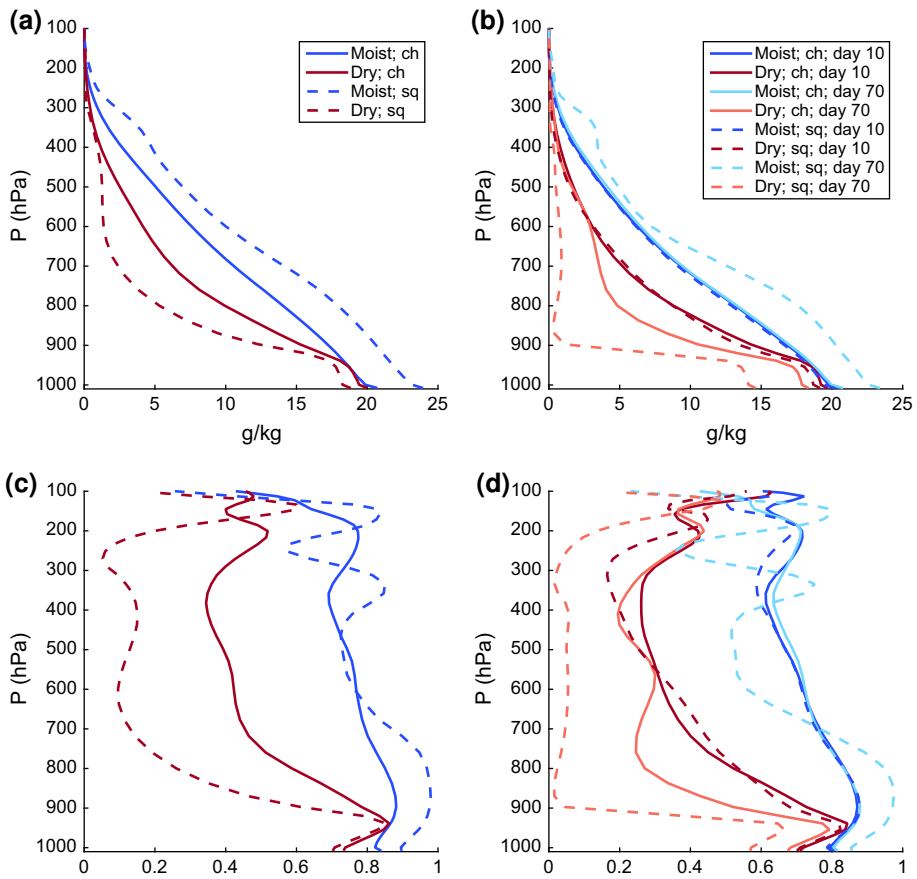 (a)
100
200
300
400
500
600
700
800
900
1000
P (hPa)
0 5 10 15 20 25
g/kg
Moist; ch
Dry; ch
Moist; sq
Dry; sq
(b)
100
200
300
400
500
600
700
800
900
1000
P (hPa)
0 5 10 15 20 25
g/kg
Moist; ch; day 10
Dry; ch; day 10
Moist; ch; day 70
Dry; ch; day 70
Moist; sq; day 10
Dry; sq; day 10
Moist; sq; day 70
Dry; sq; day 70
(c)
100
200
300
400
500
600
700
800
900
1000
P (hPa)
0 0.2 0.4 0.6 0.8 1
(d)
100
200
300
400
500
600
700
800
900
1000
P (hPa)
0 0.2 0.4 0.6 0.8 1